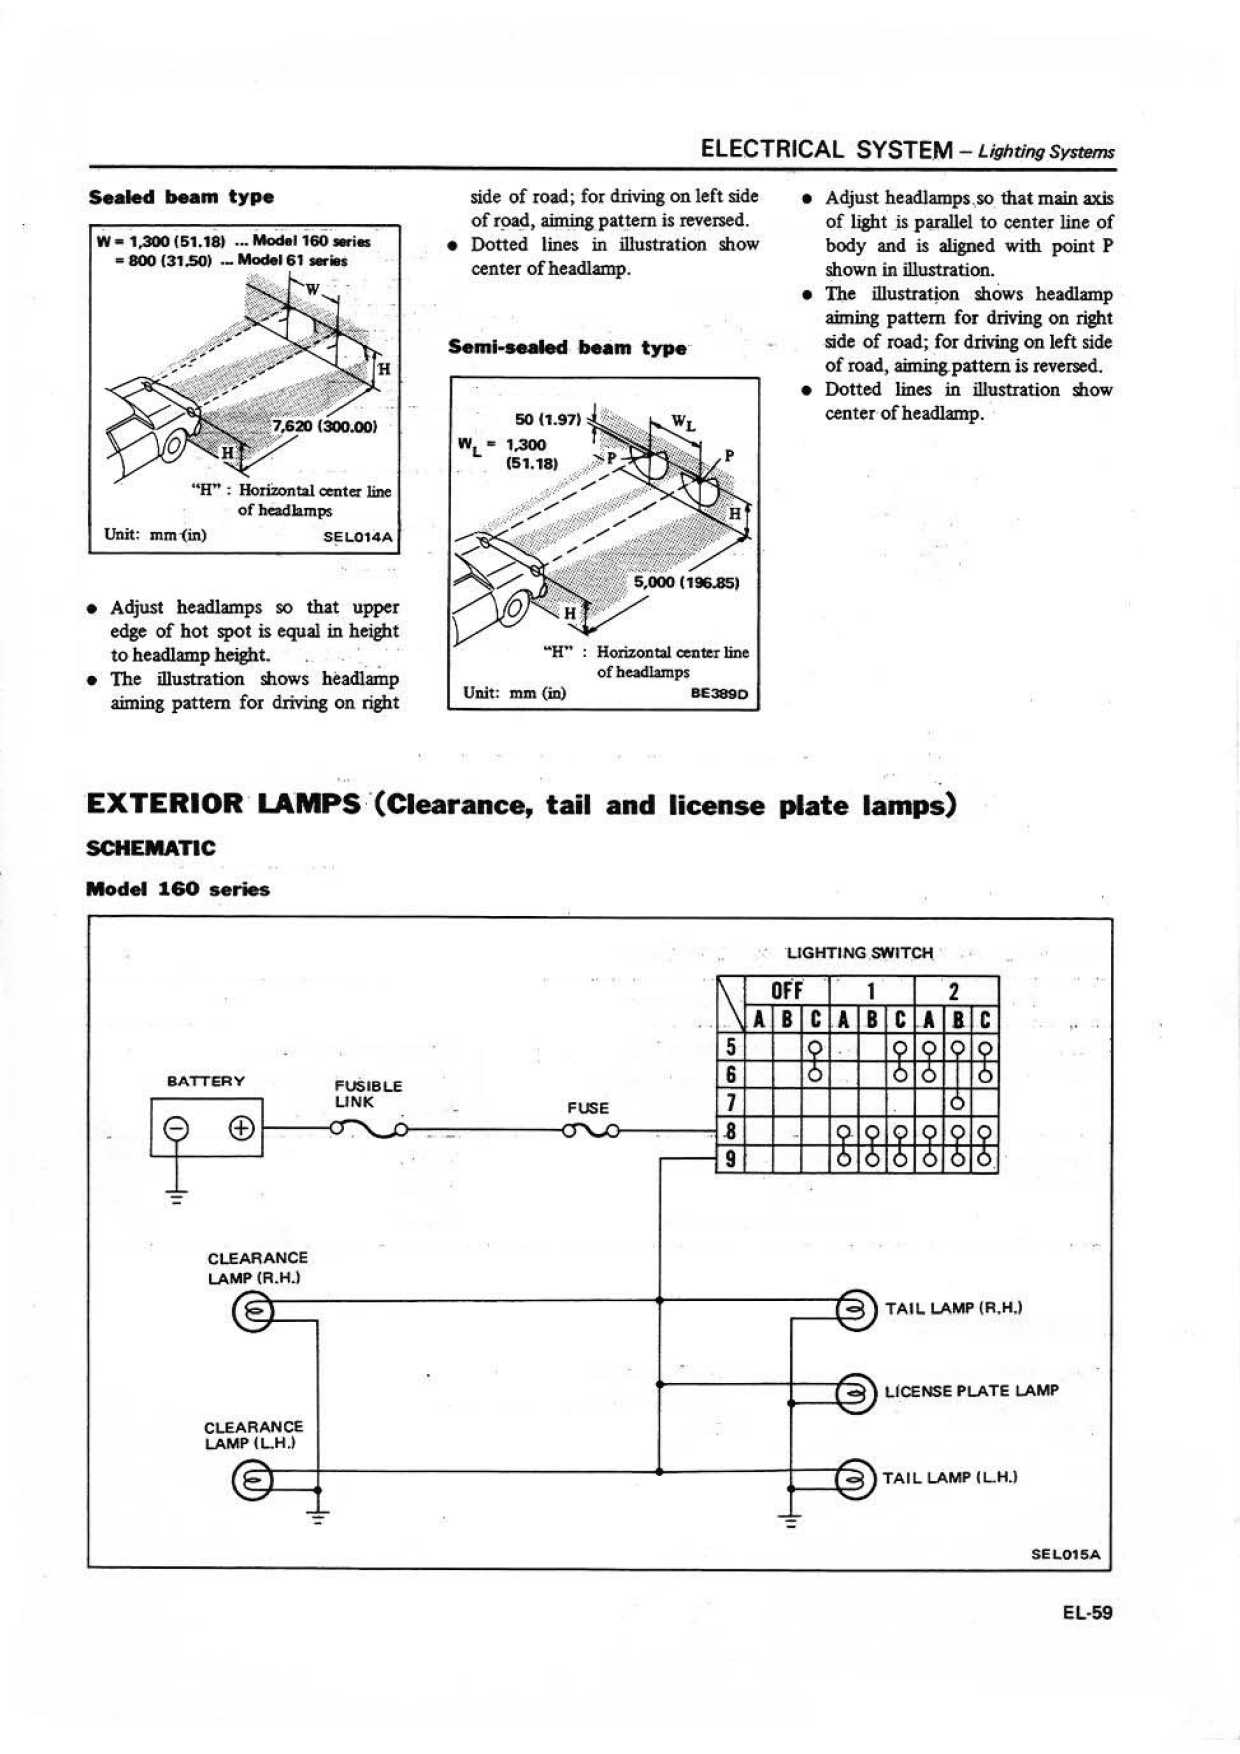 ELECTRICAL SYSTEM – Lighting Systems
Sealed beam type
W = 1,300 (51.18) ... Model 160 series
= 800 (31.50) ... Model 61 series
W
H
7,620 (300.00)
H
"H" : Horizontal center line
of headlamps
Unit: mm (in)
SEL014A
● Adjust headlamps so that upper
edge of hot spot is equal in height
to headlamp height.
● The illustration shows headlamp
aiming pattern for driving on right
side of road; for driving on left side
of road, aiming pattern is reversed.
● Dotted lines in illustration show
center of headlamp.
Semi-sealed beam type
50 (1.97)
WL
WL = 1,300
(51.18)
P
P
H
5,000 (196.85)
H
"H" : Horizontal center line
of headlamps
Unit: mm (in)
BE389D
● Adjust headlamps so that main axis
of light is parallel to center line of
body and is aligned with point P
shown in illustration.
● The illustration shows headlamp
aiming pattern for driving on right
side of road; for driving on left side
of road, aiming pattern is reversed.
● Dotted lines in illustration show
center of headlamp.
EXTERIOR LAMPS (Clearance, tail and license plate lamps)
SCHEMATIC
Model 160 series
LIGHTING SWITCH
OFF 1 2
A B C A B C A B C
5
6
7
8
9
BATTERY
FUSIBLE
LINK
FUSE
CLEARANCE
LAMP (R.H.)
TAIL LAMP (R.H.)
LICENSE PLATE LAMP
CLEARANCE
LAMP (L.H.)
TAIL LAMP (L.H.)
SEL015A
EL-59